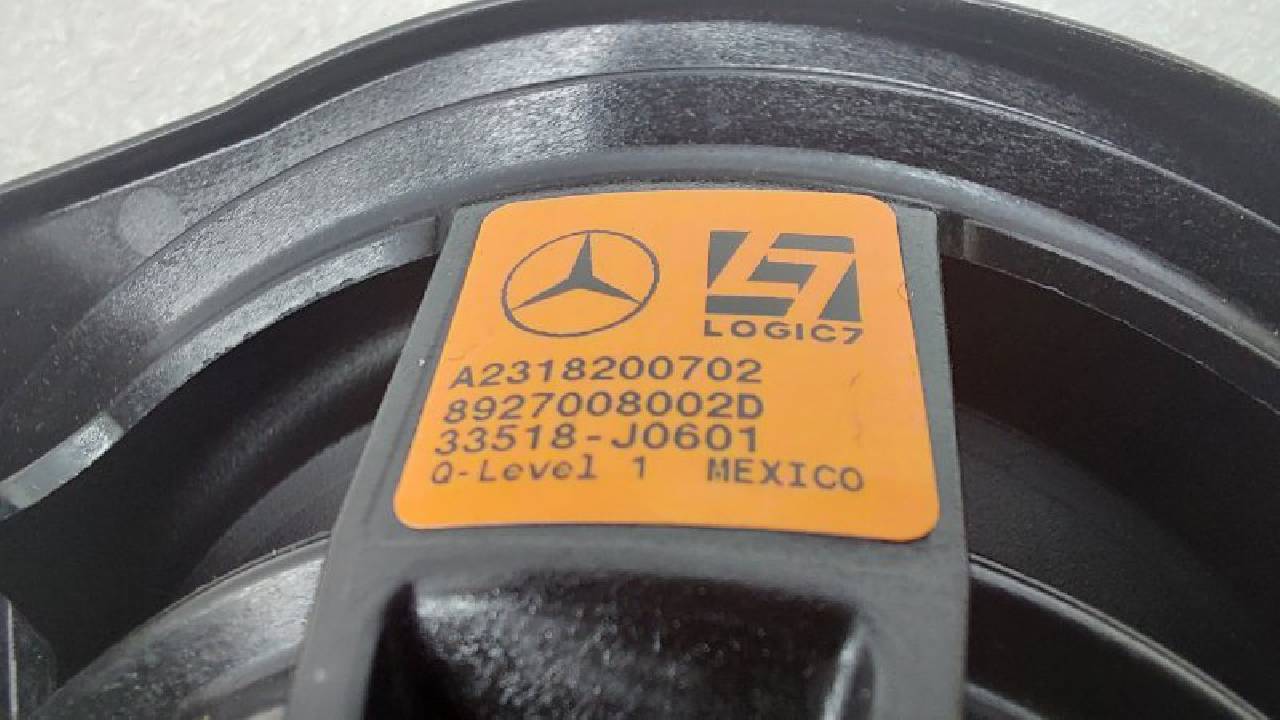 LOGIC7
A2318200702
8927008002D
33518-J0601
Q-Level 1 MEXICO